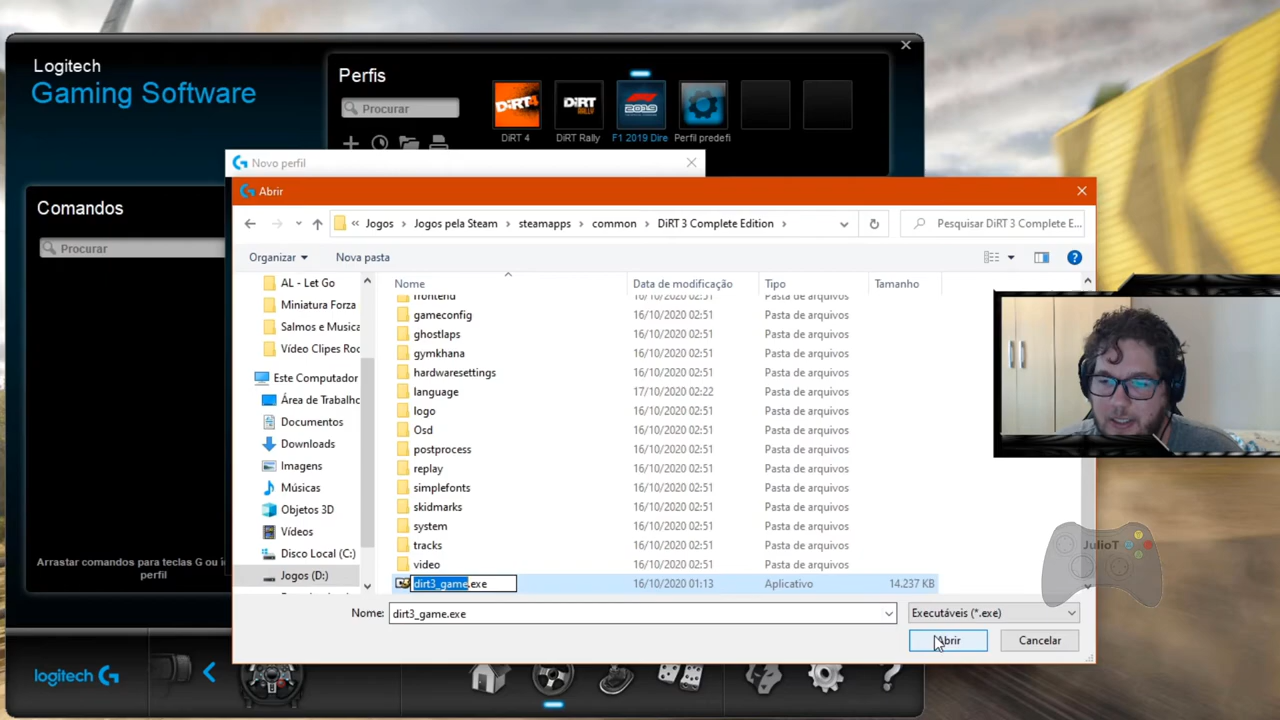 Logitech
Gaming Software
Perfis
Procurar
DiRT 4
DiRT Rally
F1 2019 Dire
Perfil predefi
Novo perfil
Abrir
« Jogos > Jogos pela Steam > steamapps > common > DiRT 3 Complete Edition >
Pesquisar DiRT 3 Complete E...
Organizar
Nova pasta
Comandos
Procurar
Nome
Data de modificação
Tipo
Tamanho
AL - Let Go
Miniatura Forza
Salmos e Musica
Vídeo Clipes Roc
Este Computador
Área de Trabalho
Documentos
Downloads
Imagens
Músicas
Objetos 3D
Vídeos
Disco Local (C:)
Jogos (D:)
frontend 16/10/2020 02:51 Pasta de arquivos
gameconfig 16/10/2020 02:51 Pasta de arquivos
ghostlaps 16/10/2020 02:51 Pasta de arquivos
gymkhana 16/10/2020 02:51 Pasta de arquivos
hardwaresettings 16/10/2020 02:51 Pasta de arquivos
language 17/10/2020 02:22 Pasta de arquivos
logo 16/10/2020 02:51 Pasta de arquivos
Osd 16/10/2020 02:51 Pasta de arquivos
postprocess 16/10/2020 02:51 Pasta de arquivos
replay 16/10/2020 02:51 Pasta de arquivos
simplefonts 16/10/2020 02:51 Pasta de arquivos
skidmarks 16/10/2020 02:51 Pasta de arquivos
system 16/10/2020 02:51 Pasta de arquivos
tracks 16/10/2020 02:51 Pasta de arquivos
video 16/10/2020 02:51 Pasta de arquivos
dirt3_game.exe 16/10/2020 01:13 Aplicativo 14.237 KB
Arrastar comandos para teclas G ou
perfil
Nome: dirt3_game.exe
Executáveis (*.exe)
Abrir
Cancelar
JulioT
logitech